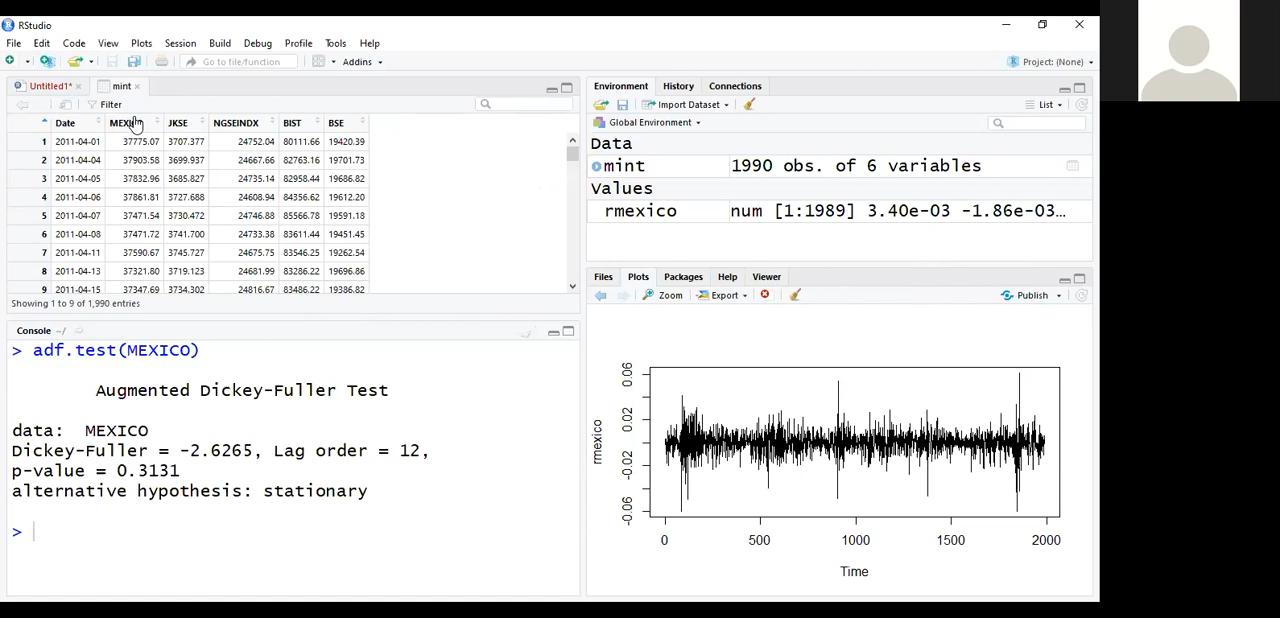 RStudio
File Edit Code View Plots Session Build Debug Profile Tools Help
Go to file/function Addins Project: (None)
Untitled1* mint
Filter
Date JKSE NGSEINDX BIST BSE
1 2011-04-01 37775.07 3707.377 24752.04 80111.66 19420.39
2 2011-04-04 37903.58 3699.937 24667.66 82763.16 19701.73
3 2011-04-05 37832.96 3685.827 24735.14 82958.44 19686.82
4 2011-04-06 37861.81 3727.688 24608.94 84356.62 19612.20
5 2011-04-07 37471.54 3730.472 24746.88 85566.78 19591.18
6 2011-04-08 37471.72 3741.700 24733.38 83611.44 19451.45
7 2011-04-11 37590.67 3745.727 24675.75 83546.25 19262.54
8 2011-04-13 37321.80 3719.123 24681.99 83286.22 19696.86
9 2011-04-15 37347.69 3734.302 24816.67 83486.22 19386.82
Showing 1 to 9 of 1,990 entries
Console ~/
> adf.test(MEXICO)
Augmented Dickey-Fuller Test
data: MEXICO
Dickey-Fuller = -2.6265, Lag order = 12,
p-value = 0.3131
alternative hypothesis: stationary
>
Environment History Connections
Import Dataset List
Global Environment
Data
mint 1990 obs. of 6 variables
Values
rmexico num [1:1989] 3.40e-03 -1.86e-03…
Files Plots Packages Help Viewer
Zoom Export Publish
rmexico
0.06
0.02
-0.02
-0.06
0 500 1000 1500 2000
Time